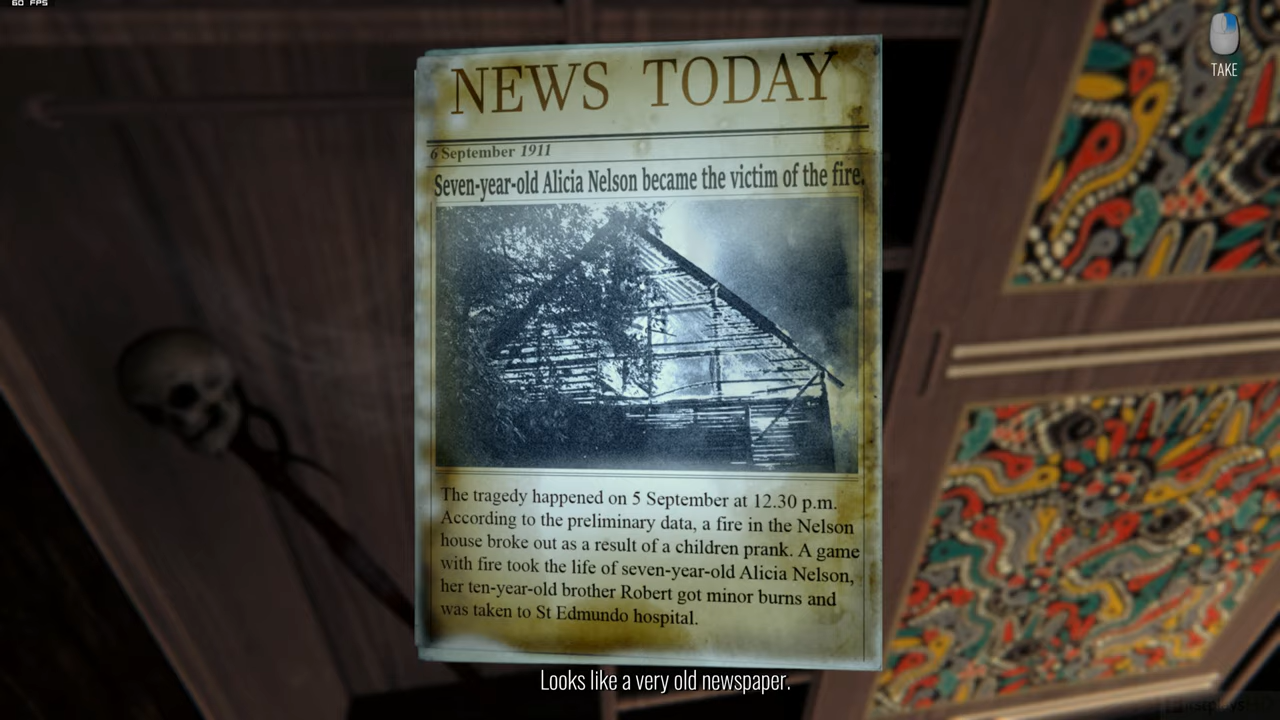 60 FPS
TAKE
NEWS TODAY
6 September 1911
Seven-year-old Alicia Nelson became the victim of the fire.
The tragedy happened on 5 September at 12.30 p.m.
According to the preliminary data, a fire in the Nelson
house broke out as a result of a children prank. A game
with fire took the life of seven-year-old Alicia Nelson,
her ten-year-old brother Robert got minor burns and
was taken to St Edmundo hospital.
Looks like a very old newspaper.